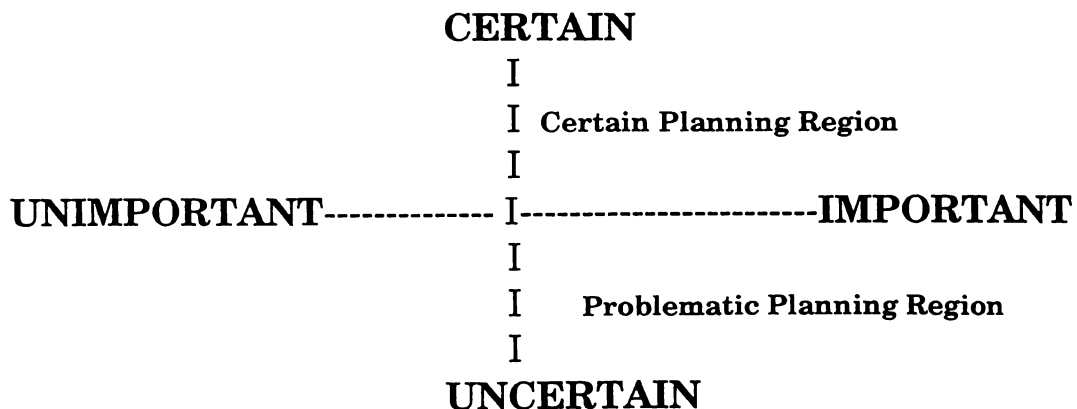 CERTAIN
I
I Certain Planning Region
I
UNIMPORTANT------------- I------------------------IMPORTANT
I
I Problematic Planning Region
I
UNCERTAIN